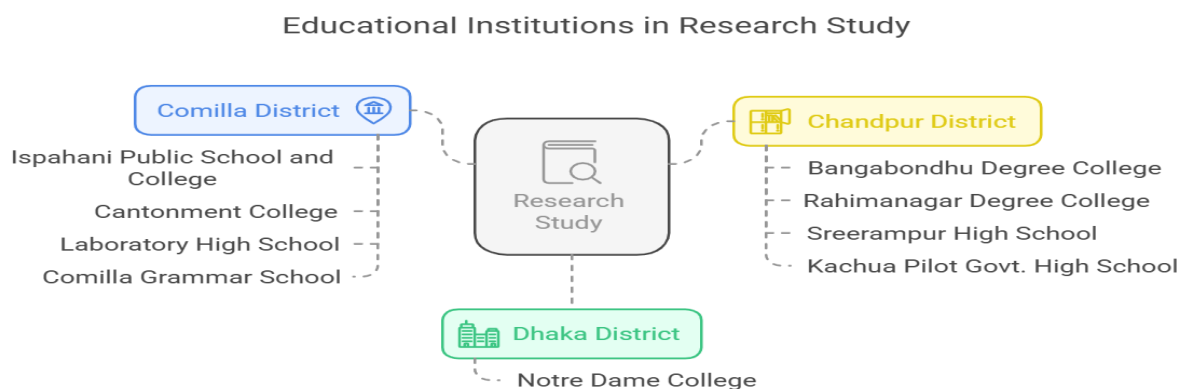 Educational Institutions in Research Study
Comilla District
Ispahani Public School and
College
Cantonment College
Laboratory High School
Comilla Grammar School
Research
Study
Chandpur District
Bangabondhu Degree College
Rahimanagar Degree College
Sreerampur High School
Kachua Pilot Govt. High School
Dhaka District
Notre Dame College